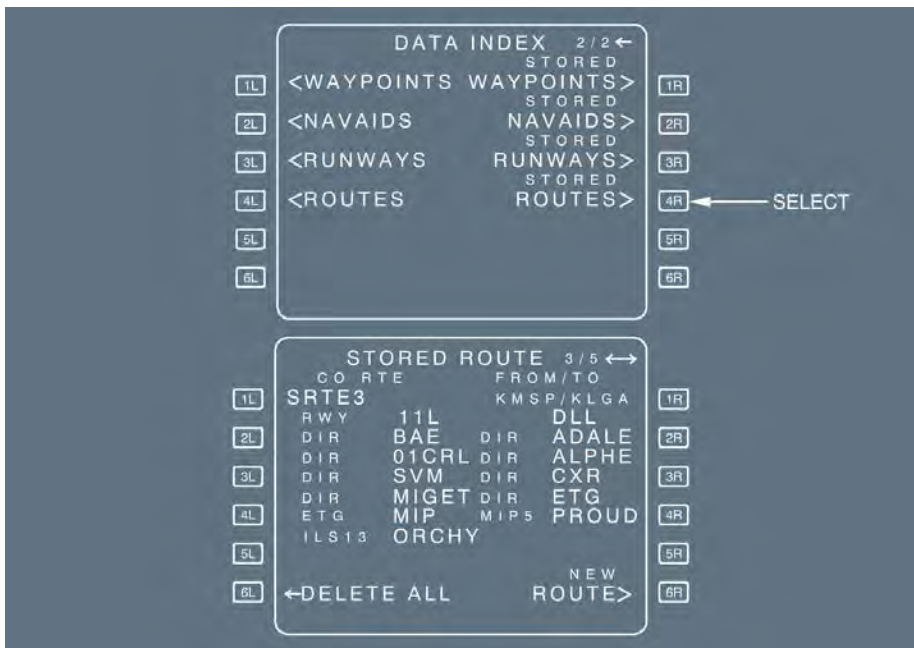 DATA INDEX 2/2←
STORED
1L <WAYPOINTS WAYPOINTS> 1R
STORED
2L <NAVAIDS NAVAIDS> 2R
STORED
3L <RUNWAYS RUNWAYS> 3R
STORED
4L <ROUTES ROUTES> 4R SELECT
5L 5R
6L 6R
STORED ROUTE 3/5 ←→
CO RTE FROM/TO
1L SRTE3 KMSP/KLGA 1R
RWY 11L DLL
2L DIR BAE DIR ADALE 2R
DIR 01CRL DIR ALPHE
3L DIR SVM DIR CXR 3R
DIR MIGET DIR ETG
4L ETG MIP MIP5 PROUD 4R
ILS13 ORCHY
5L 5R
NEW
6L ←DELETE ALL ROUTE> 6R